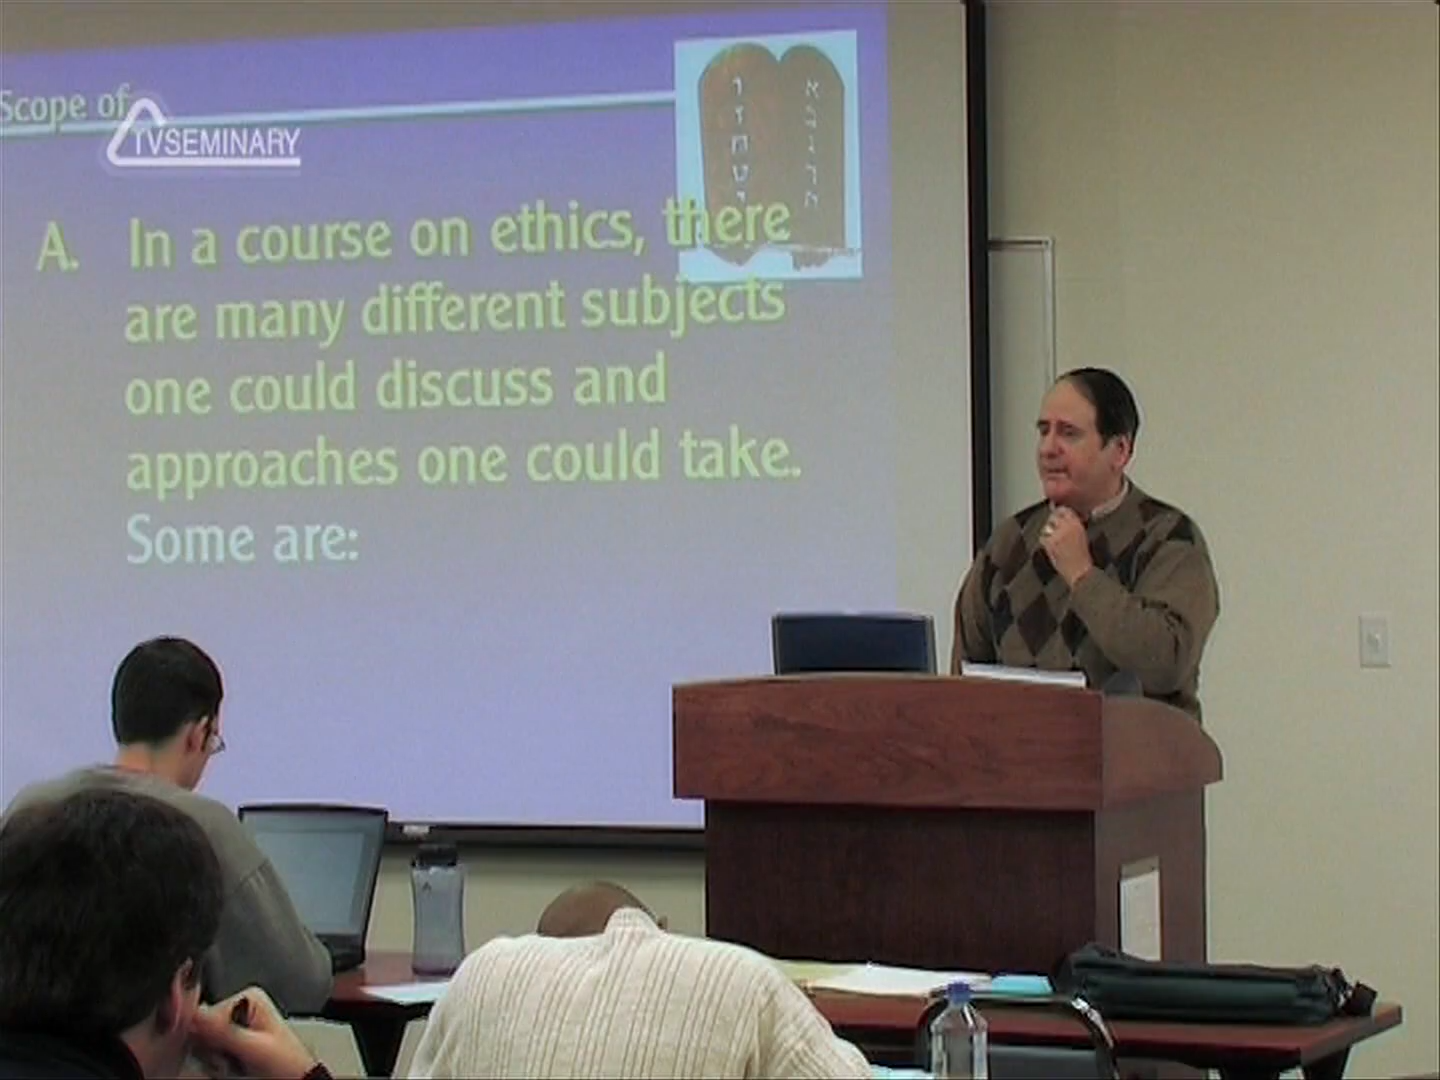 Scope of
TVSEMINARY
A. In a course on ethics, there
are many different subjects
one could discuss and
approaches one could take.
Some are: